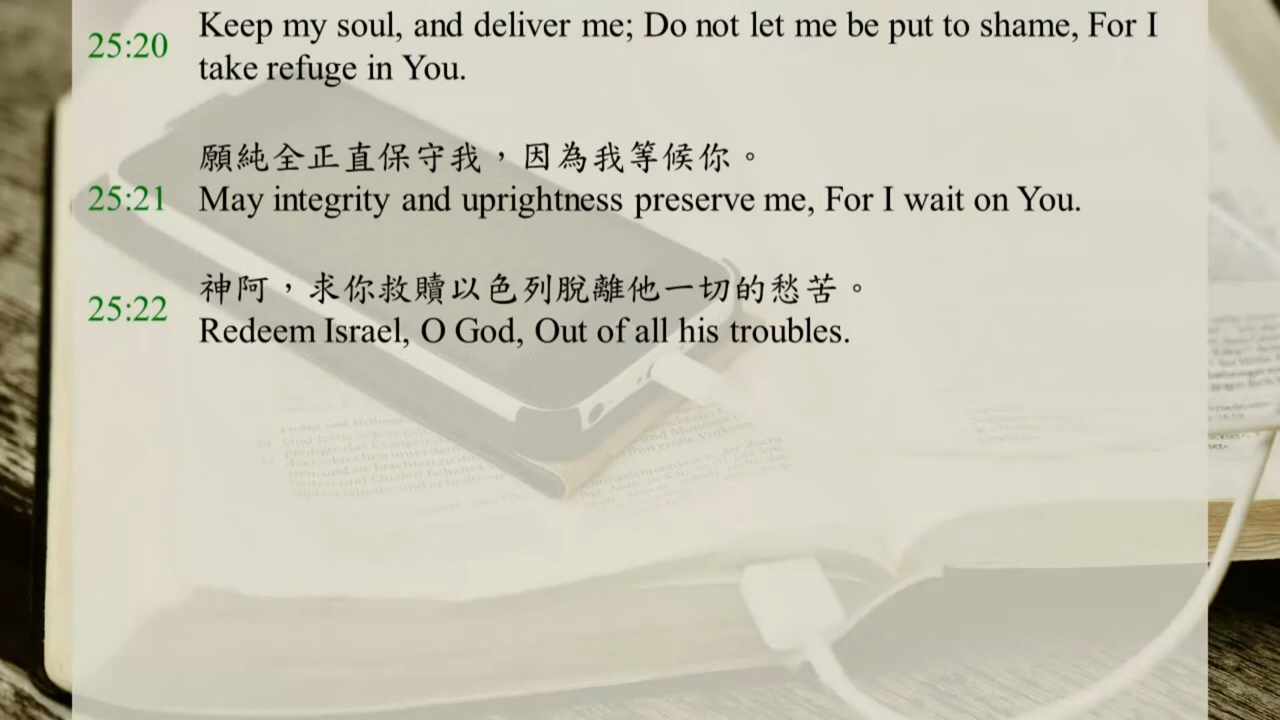 25:20
Keep my soul, and deliver me; Do not let me be put to shame, For I
take refuge in You.
願純全正直保守我，因為我等候你。
25:21
May integrity and uprightness preserve me, For I wait on You.
神阿，求你救贖以色列脫離他一切的愁苦。
25:22
Redeem Israel, O God, Out of all his troubles.